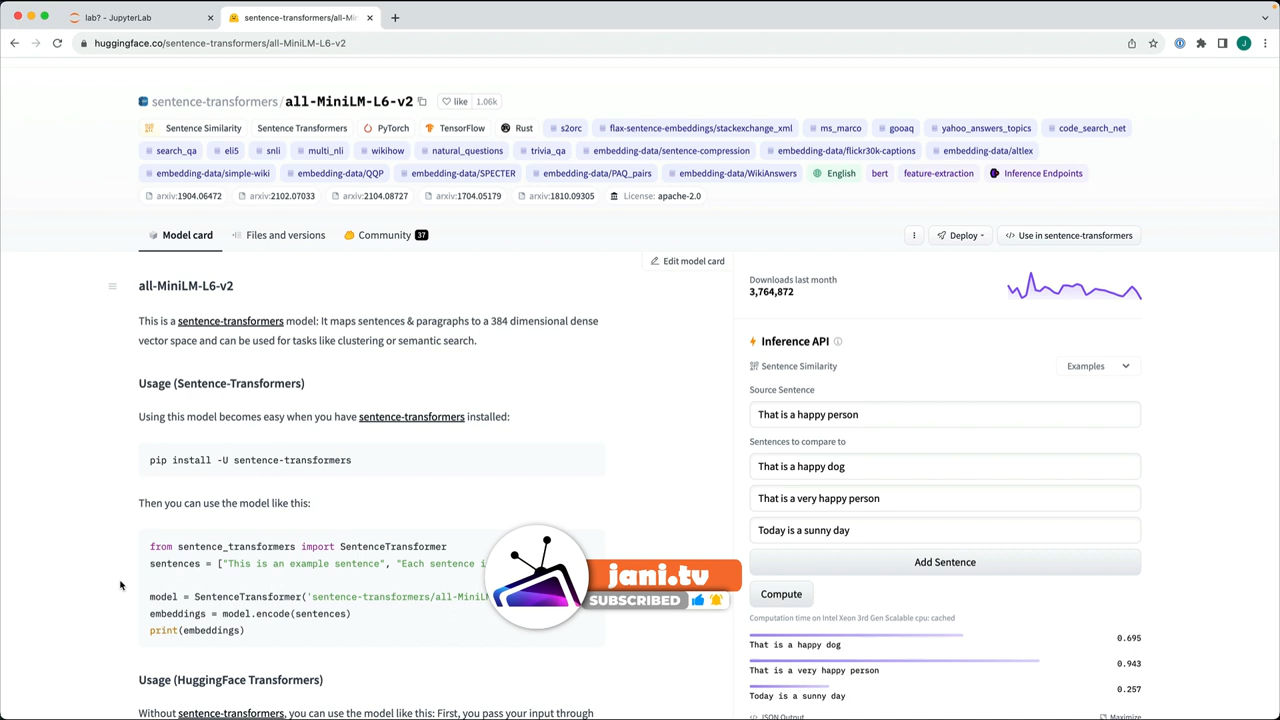 lab? - JupyterLab
sentence-transformers/all-Mi
huggingface.co/sentence-transformers/all-MiniLM-L6-v2
J
sentence-transformers/all-MiniLM-L6-v2
like 1.06k
Sentence Similarity Sentence Transformers PyTorch TensorFlow Rust s2orc flax-sentence-embeddings/stackexchange_xml ms_marco gooaq yahoo_answers_topics code_search_net
search_qa eli5 snli multi_nli wikihow natural_questions trivia_qa embedding-data/sentence-compression embedding-data/flickr30k-captions embedding-data/altlex
embedding-data/simple-wiki embedding-data/QQP embedding-data/SPECTER embedding-data/PAQ_pairs embedding-data/WikiAnswers English bert feature-extraction Inference Endpoints
arxiv:1904.06472 arxiv:2102.07033 arxiv:2104.08727 arxiv:1704.05179 arxiv:1810.09305 License: apache-2.0
Model card Files and versions Community 37
Deploy Use in sentence-transformers
Edit model card
all-MiniLM-L6-v2
This is a sentence-transformers model: It maps sentences & paragraphs to a 384 dimensional dense
vector space and can be used for tasks like clustering or semantic search.
Usage (Sentence-Transformers)
Using this model becomes easy when you have sentence-transformers installed:
pip install -U sentence-transformers
Then you can use the model like this:
from sentence_transformers import SentenceTransformer
sentences = ["This is an example sentence", "Each sentence i
model = SentenceTransformer('sentence-transformers/all-MiniLM
embeddings = model.encode(sentences)
print(embeddings)
Usage (HuggingFace Transformers)
Without sentence-transformers, you can use the model like this: First, you pass your input through
Downloads last month
3,764,872
Inference API
Sentence Similarity
Examples
Source Sentence
That is a happy person
Sentences to compare to
That is a happy dog
That is a very happy person
Today is a sunny day
Add Sentence
Compute
Computation time on Intel Xeon 3rd Gen Scalable cpu: cached
0.695
That is a happy dog
0.943
That is a very happy person
0.257
Today is a sunny day
JSON Output
Maximize
jani.tv
SUBSCRIBED